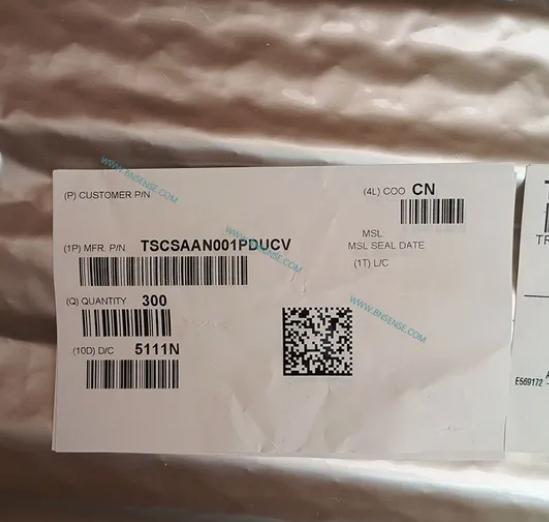 WWW.BNSENSE.COM
(P) CUSTOMER P/N
(4L) COO CN
WWW.BNSENSE.COM
MSL
(1P) MFR. P/N TSCSAAN001PDUCV
MSL SEAL DATE
(1T) L/C
(Q) QUANTITY 300
WWW.BNSENSE.COM
(10D) D/C 5111N
TR
E569172